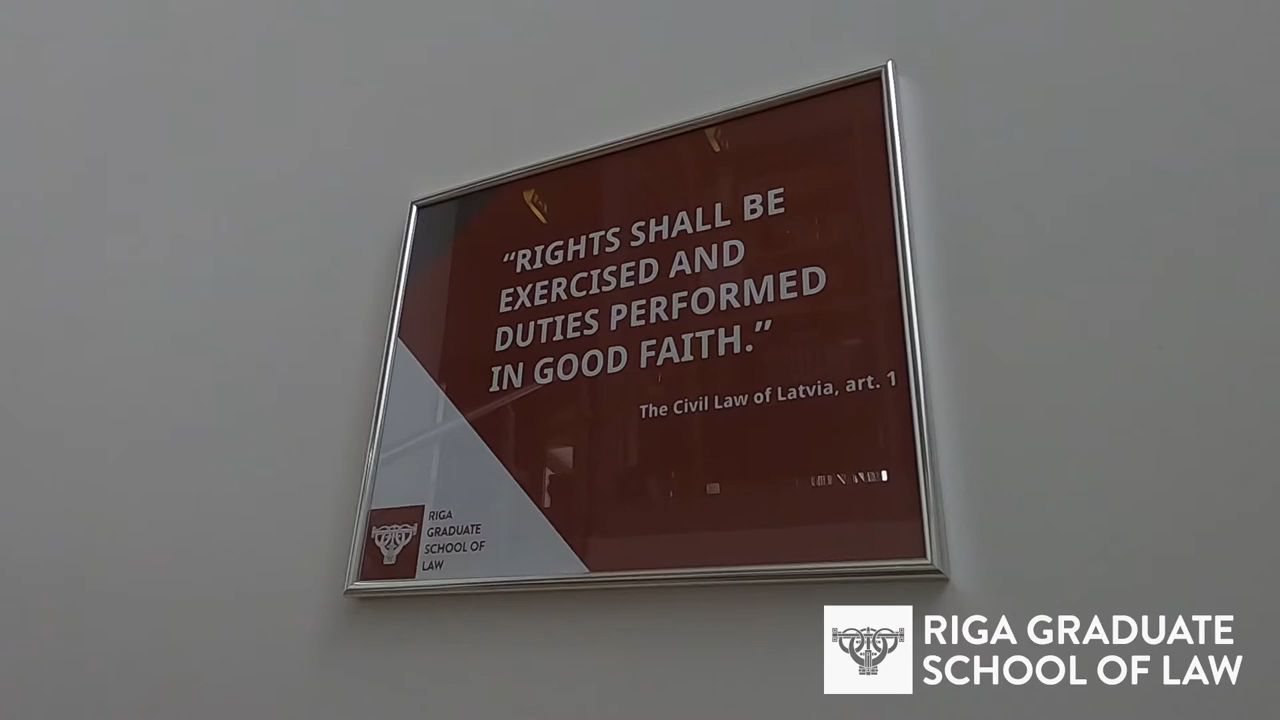 “RIGHTS SHALL BE
EXERCISED AND
DUTIES PERFORMED
IN GOOD FAITH.”
The Civil Law of Latvia, art. 1
RIGA
GRADUATE
SCHOOL OF
LAW
RIGA GRADUATE
SCHOOL OF LAW